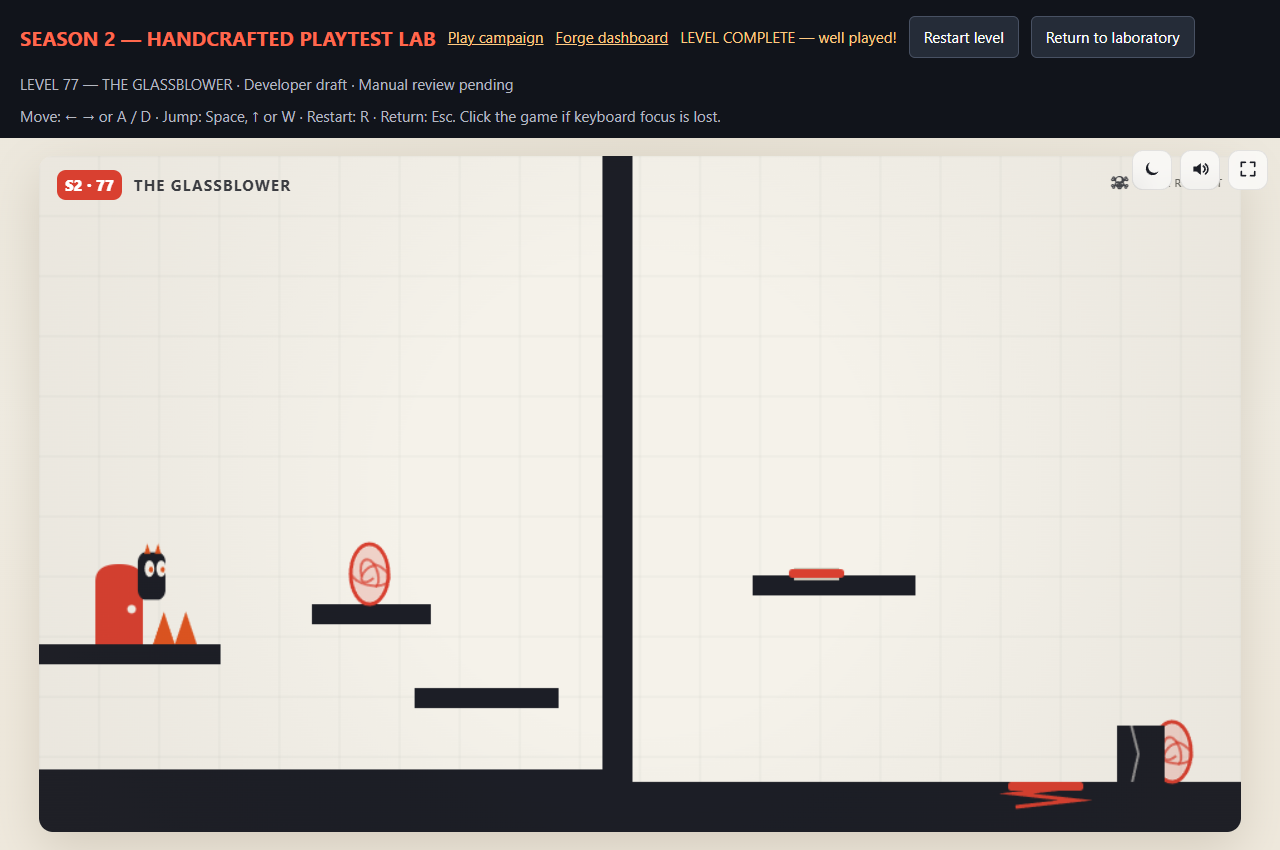 SEASON 2 — HANDCRAFTED PLAYTEST LAB Play campaign Forge dashboard LEVEL COMPLETE — well played! Restart level Return to laboratory
LEVEL 77 — THE GLASSBLOWER · Developer draft · Manual review pending
Move: ← → or A / D · Jump: Space, ↑ or W · Restart: R · Return: Esc. Click the game if keyboard focus is lost.
S2 · 77 THE GLASSBLOWER